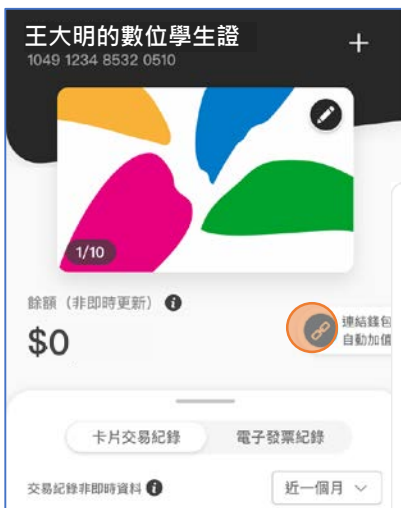 王大明的數位學生證
1049 1234 8532 0510
1/10
餘額（非即時更新）
$0
連結錢包
自動加值
卡片交易紀錄
電子發票紀錄
交易紀錄非即時資料
近一個月